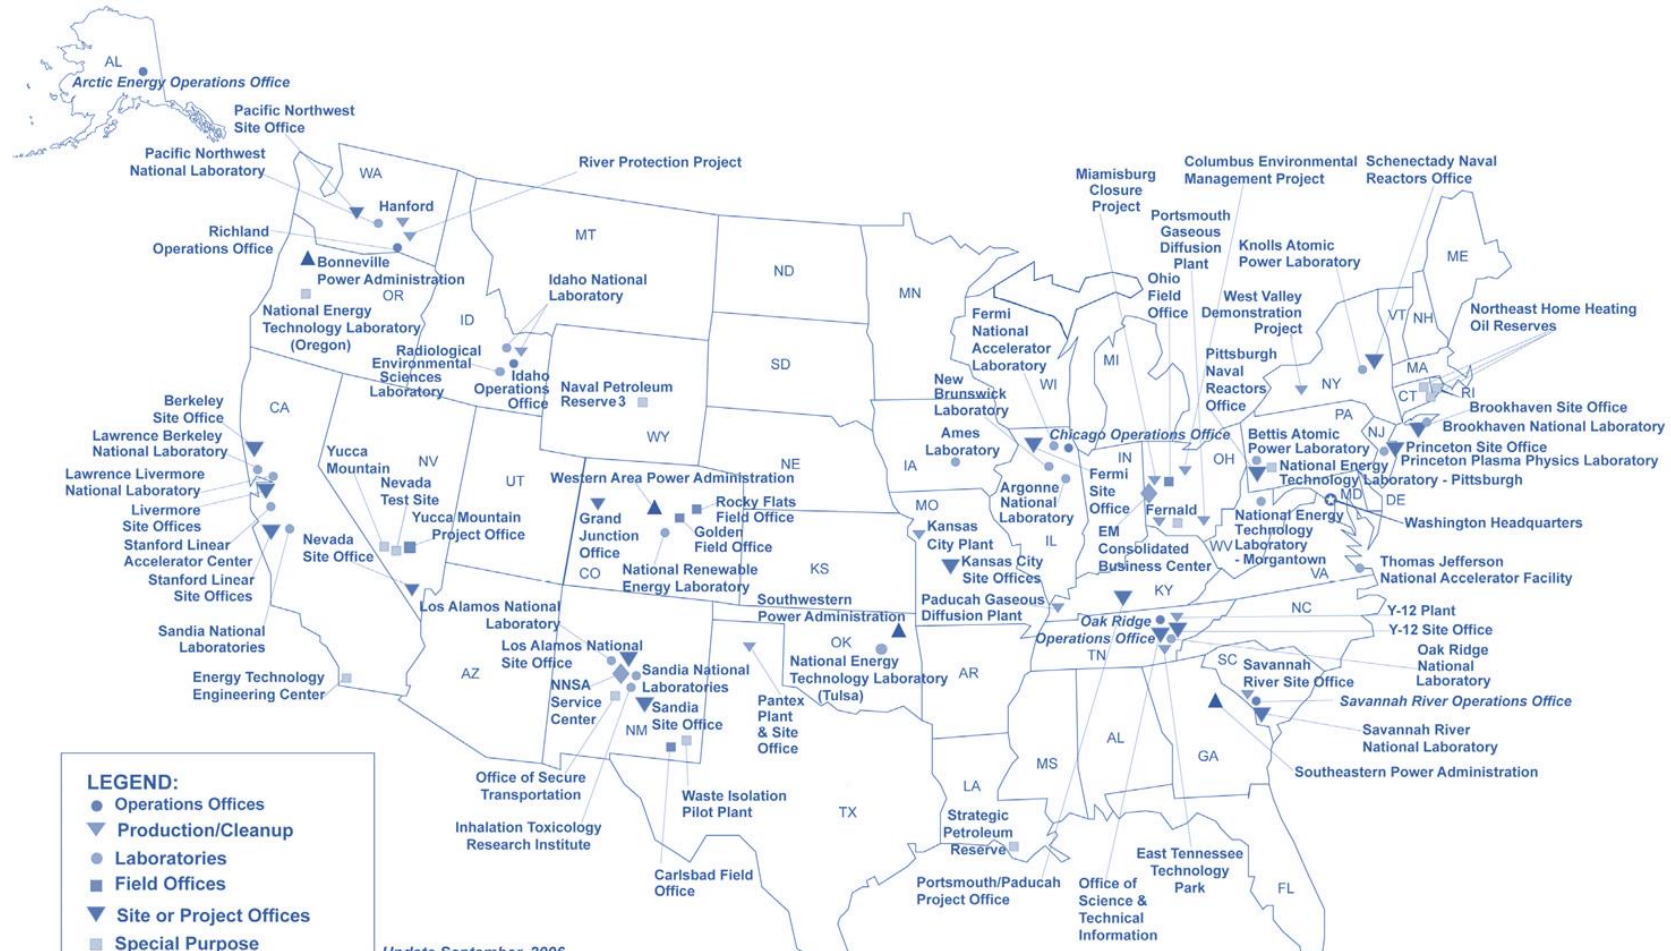 AL
Arctic Energy Operations Office
Pacific Northwest
Site Office
Pacific Northwest
National Laboratory
WA
Hanford
River Protection Project
Richland
Operations Office
Bonneville
Power Administration
OR
National Energy
Technology Laboratory
(Oregon)
MT
Idaho National
Laboratory
ID
Radiological
Environmental
Sciences
Laboratory
Idaho
Operations
Office
Naval Petroleum
Reserve 3
WY
ND
SD
NE
MN
WI
MI
Fermi
National
Accelerator
Laboratory
New
Brunswick
Laboratory
Ames
Laboratory
IA
Chicago Operations Office
Argonne
National
Laboratory
IL
Fermi
Site
Office
IN
EM
Consolidated
Business Center
Fernald
OH
Miamisburg
Closure
Project
Columbus Environmental
Management Project
Portsmouth
Gaseous
Diffusion
Plant
Ohio
Field
Office
Schenectady Naval
Reactors Office
Knolls Atomic
Power Laboratory
West Valley
Demonstration
Project
Pittsburgh
Naval
Reactors
Office
NY
ME
VT
NH
MA
CT
RI
Northeast Home Heating
Oil Reserves
Brookhaven Site Office
Brookhaven National Laboratory
PA
NJ
Princeton Site Office
Princeton Plasma Physics Laboratory
Bettis Atomic
Power Laboratory
National Energy
Technology Laboratory - Pittsburgh
MD
DE
Washington Headquarters
National Energy
Technology
Laboratory
- Morgantown
WV
VA
Thomas Jefferson
National Accelerator Facility
CA
Berkeley
Site Office
Lawrence Berkeley
National Laboratory
Lawrence Livermore
National Laboratory
Livermore
Site Offices
Stanford Linear
Accelerator Center
Stanford Linear
Site Offices
Sandia National
Laboratories
Energy Technology
Engineering Center
Yucca
Mountain
NV
Nevada
Test Site
Yucca Mountain
Project Office
Nevada
Site Office
UT
Western Area Power Administration
Grand
Junction
Office
CO
Rocky Flats
Field Office
Golden
Field Office
National Renewable
Energy Laboratory
KS
MO
Kansas
City Plant
Kansas City
Site Offices
Paducah Gaseous
Diffusion Plant
KY
Southwestern
Power Administration
OK
National Energy
Technology Laboratory
(Tulsa)
AR
AZ
Los Alamos National
Laboratory
Los Alamos National
Site Office
NNSA
Service
Center
Sandia National
Laboratories
Sandia
Site Office
NM
Pantex
Plant
& Site
Office
Office of Secure
Transportation
Waste Isolation
Pilot Plant
Inhalation Toxicology
Research Institute
Carlsbad Field
Office
TX
LA
Strategic
Petroleum
Reserve
MS
AL
GA
FL
Oak Ridge
Operations Office
TN
NC
Y-12 Plant
Y-12 Site Office
Oak Ridge
National
Laboratory
SC
Savannah
River Site Office
Savannah River Operations Office
Savannah River
National Laboratory
Southeastern Power Administration
Portsmouth/Paducah
Project Office
Office of
Science &
Technical
Information
East Tennessee
Technology
Park
LEGEND:
Operations Offices
Production/Cleanup
Laboratories
Field Offices
Site or Project Offices
Special Purpose
Update September, 2006